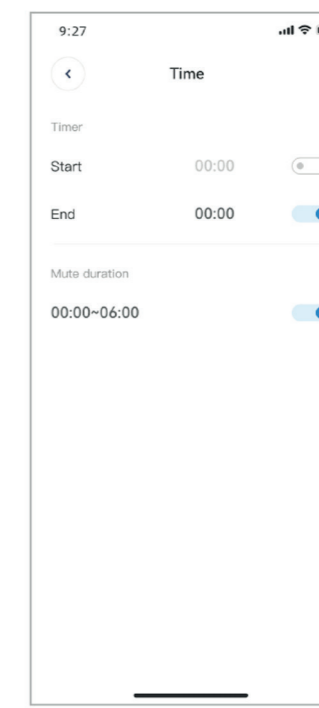 9:27
Time
Timer
Start 00:00
End 00:00
Mute duration
00:00~06:00